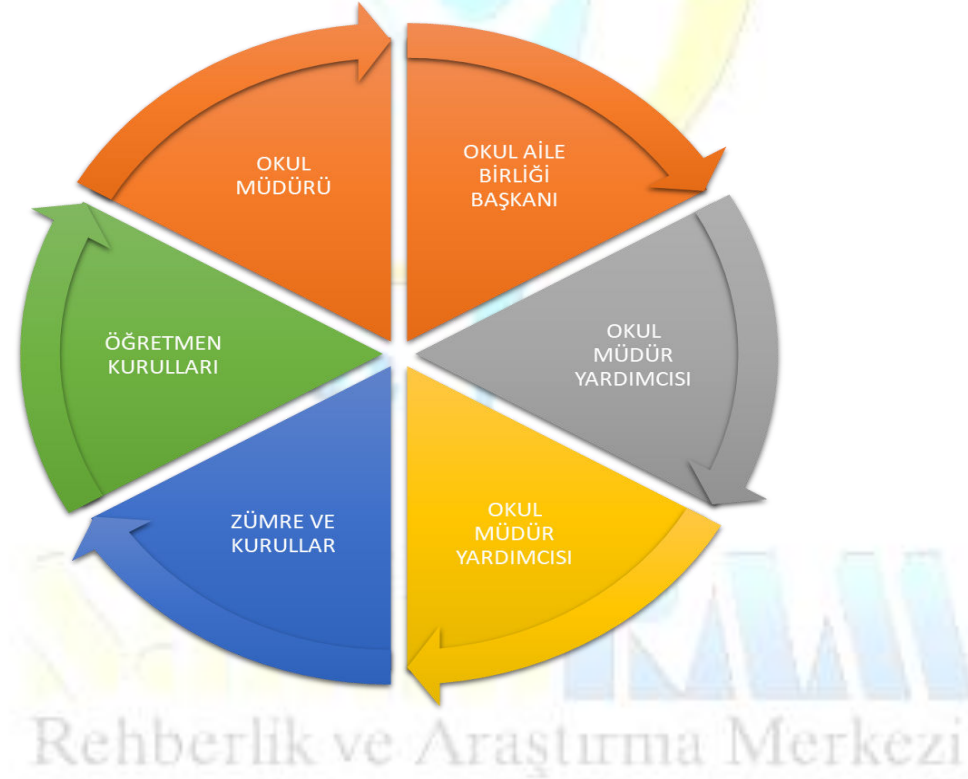 OKUL
MÜDÜRÜ
OKUL AİLE
BİRLİĞİ
BAŞKANI
OKUL
MÜDÜR
YARDIMCISI
OKUL
MÜDÜR
YARDIMCISI
ZÜMRE VE
KURULLAR
ÖĞRETMEN
KURULLARI
Rehberlik ve Araştırma Merkezi